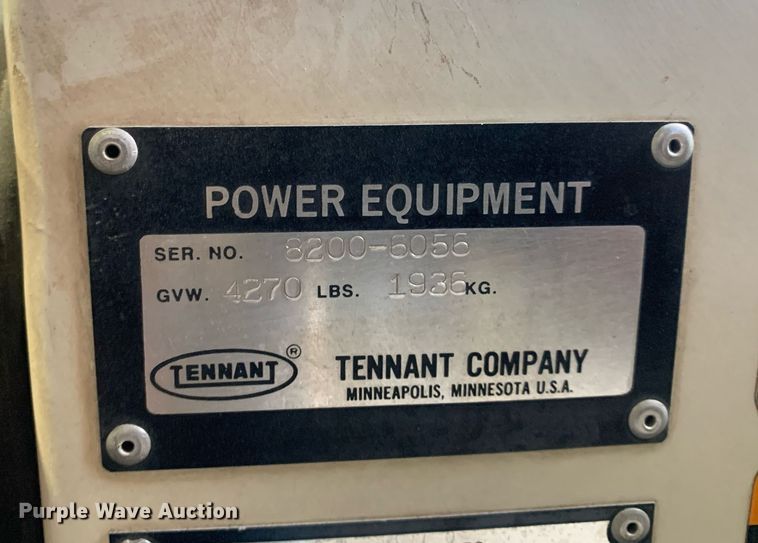 POWER EQUIPMENT
SER. NO. 8200-6056
GVW. 4270 LBS. 1936 KG.
TENNANT ® TENNANT COMPANY
MINNEAPOLIS, MINNESOTA U.S.A.
Purple Wave Auction